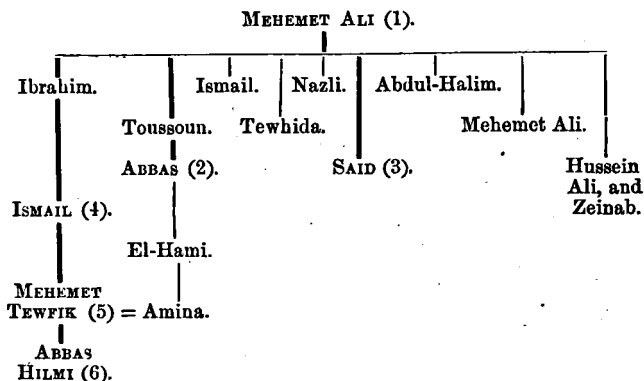 MEHEMET ALI (1).
Ibrahim. Ismail. Nazli. Abdul-Halim.
Toussoun. Tewhida. Mehemet Ali.
ABBAS (2). SAID (3). Hussein
Ali, and
Zeinab.
ISMAIL (4).
El-Hami.
MEHEMET
TEWFIK (5) = Amina.
ABBAS
HILMI (6).